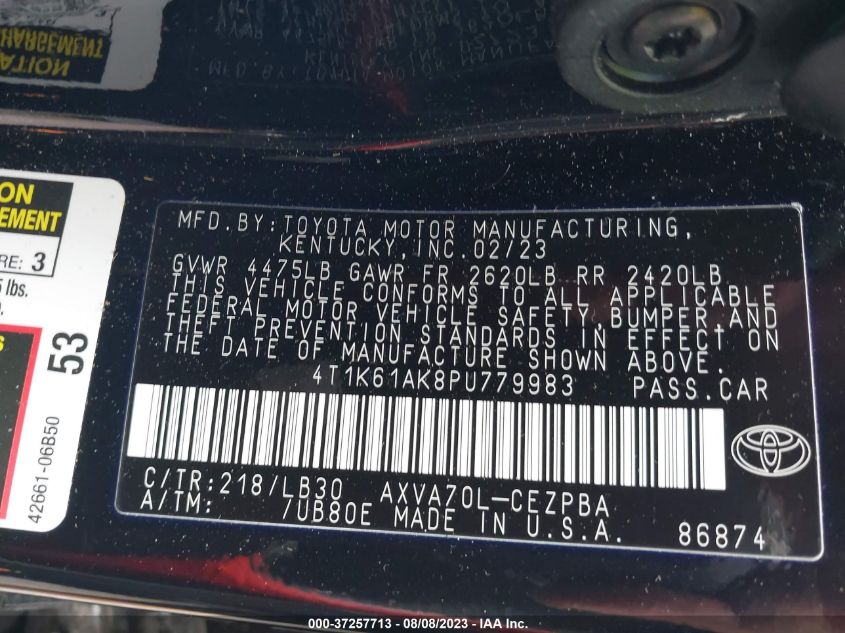 CHARGEMENT
ON
EMENT
RE: 3
lbs.
53
42661-06B50
MFD.BY:TOYOTA MOTOR MANUFACTURING,
KENTUCKY,INC.02/23
GVWR 4475LB GAWR FR 2620LB RR 2420LB
THIS VEHICLE CONFORMS TO ALL APPLICABLE
FEDERAL MOTOR VEHICLE SAFETY,BUMPER,AND
THEFT PREVENTION STANDARDS IN EFFECT ON
THE DATE OF MANUFACTURE SHOWN ABOVE.
4T1K61AK8PU779983 PASS.CAR
C/TR:218/LB30 AXVA70L-CEZPBA
A/TM: /UB80E MADE IN U.S.A. 86874
000-37257713 - 08/08/2023 - IAA Inc.